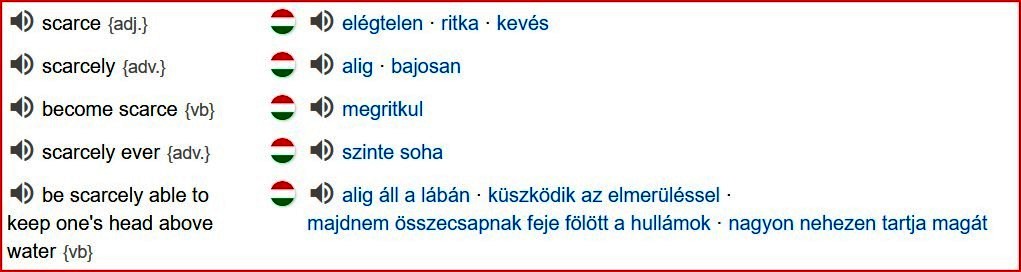 scarce {adj.} elégtelen · ritka · kevés
scarcely {adv.} alig · bajosan
become scarce {vb} megritkul
scarcely ever {adv.} szinte soha
be scarcely able to alig áll a lábán · küszködik az elmerüléssel ·
keep one's head above majdnem összecsapnak feje fölött a hullámok · nagyon nehezen tartja magát
water {vb}